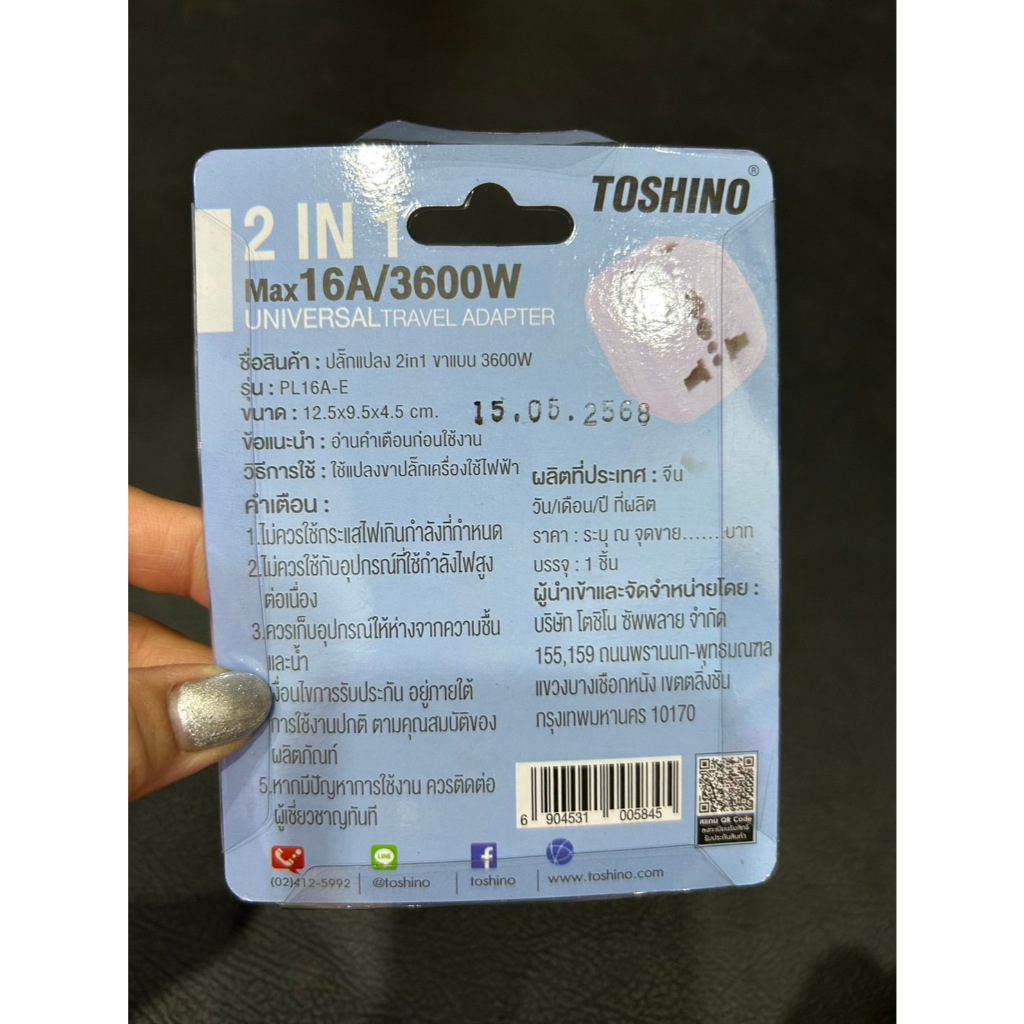 TOSHINO®
2 IN 1
Max16A/3600W
UNIVERSALTRAVEL ADAPTER
ชื่อสินค้า : ปลั๊กแปลง 2in1 ขาแบน 3600W
รุ่น : PL16A-E
ขนาด : 12.5x9.5x4.5 cm.
15.05.2568
ข้อแนะนำ : อ่านคำเตือนก่อนใช้งาน
วิธีการใช้ : ใช้แปลงขาปลั๊กเครื่องใช้ไฟฟ้า
คำเตือน :
1.ไม่ควรใช้กระแสไฟเกินกำลังที่กำหนด
2.ไม่ควรใช้กับอุปกรณ์ที่ใช้กำลังไฟสูง
ต่อเนื่อง
3.ควรเก็บอุปกรณ์ให้ห่างจากความชื้น
และน้ำ
อยู่ภายใต้
การใช้งานปกติ ตามคุณสมบัติของ
ผลิตภัณฑ์
5.หากมีปัญหาการใช้งาน ควรติดต่อ
ผู้เชี่ยวชาญทันที
ผลิตที่ประเทศ : จีน
วัน/เดือน/ปี ที่ผลิต
ราคา : ระบุ ณ จุดขาย.......บาท
บรรจุ : 1 ชิ้น
ผู้นำเข้าและจัดจำหน่ายโดย :
บริษัท โตชิโน ซัพพลาย จำกัด
155,159 ถนนพรานนก-พุทธมณฑล
แขวงบางเชือกหนัง เขตตลิ่งชัน
กรุงเทพมหานคร 10170
6 904531 005845
สแกน QR Code
ลงทะเบียนรับสิทธิ์
รับประกันสินค้า
(02)412-5992
LINE
@toshino
toshino
www.toshino.com